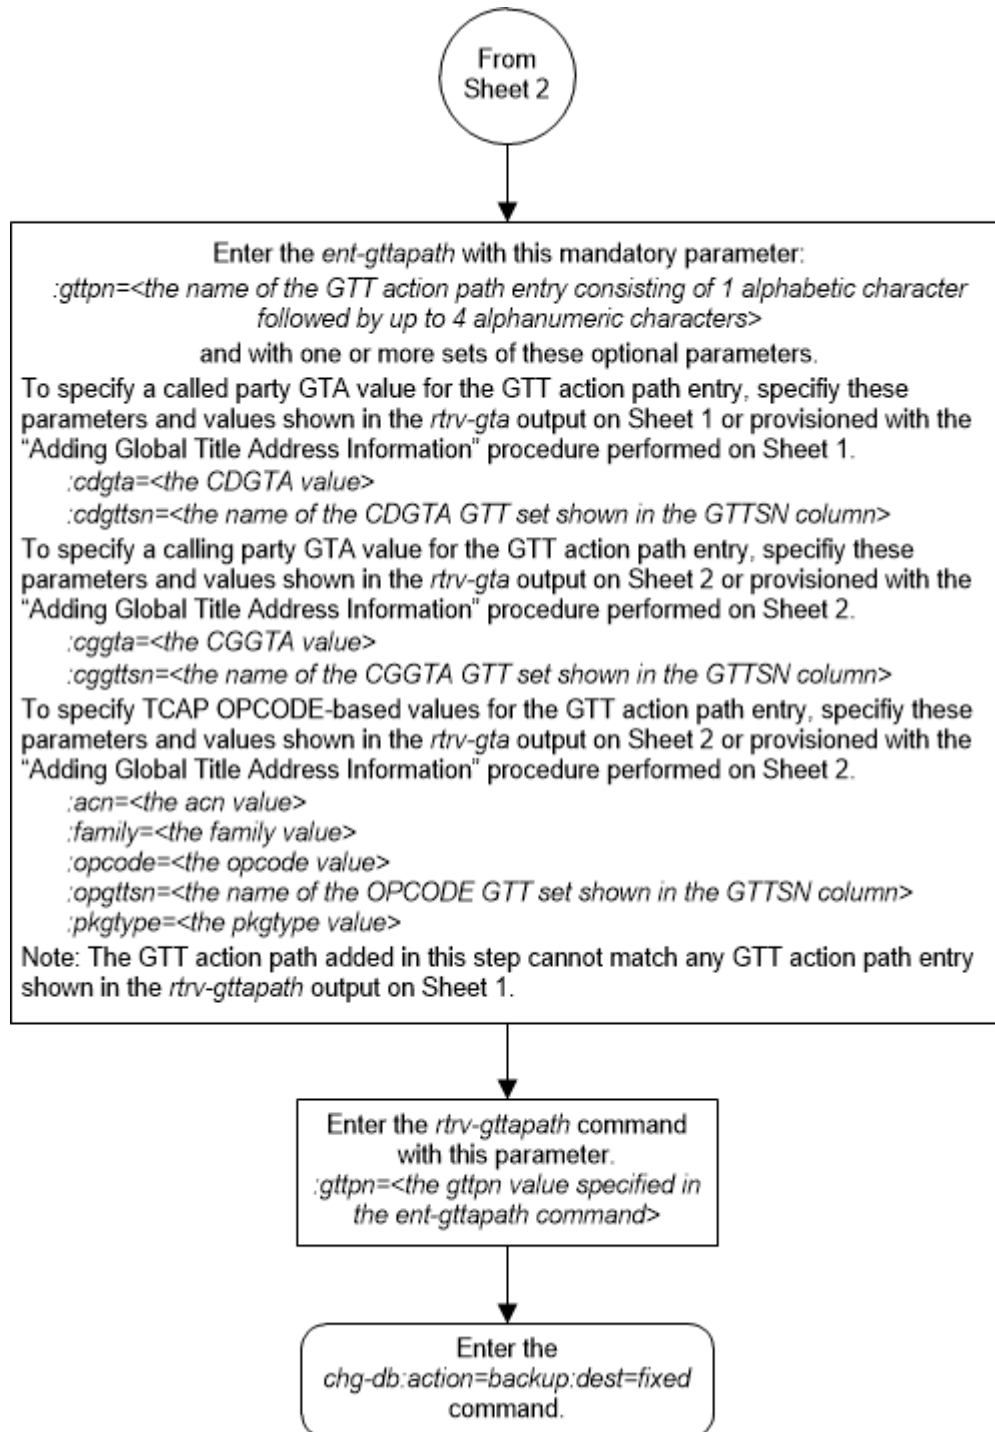 From
Sheet 2
Enter the ent-gttapath with this mandatory parameter:
:gttpn=<the name of the GTT action path entry consisting of 1 alphabetic character
followed by up to 4 alphanumeric characters>
and with one or more sets of these optional parameters.
To specify a called party GTA value for the GTT action path entry, specifiy these
parameters and values shown in the rtrv-gta output on Sheet 1 or provisioned with the
“Adding Global Title Address Information” procedure performed on Sheet 1.
:cdgta=<the CDGTA value>
:cdgttsn=<the name of the CDGTA GTT set shown in the GTTSN column>
To specify a calling party GTA value for the GTT action path entry, specifiy these
parameters and values shown in the rtrv-gta output on Sheet 2 or provisioned with the
“Adding Global Title Address Information” procedure performed on Sheet 2.
:cggta=<the CGGTA value>
:cggttsn=<the name of the CGGTA GTT set shown in the GTTSN column>
To specify TCAP OPCODE-based values for the GTT action path entry, specifiy these
parameters and values shown in the rtrv-gta output on Sheet 2 or provisioned with the
“Adding Global Title Address Information” procedure performed on Sheet 2.
:acn=<the acn value>
:family=<the family value>
:opcode=<the opcode value>
:opgttsn=<the name of the OPCODE GTT set shown in the GTTSN column>
:pkgtype=<the pkgtype value>
Note: The GTT action path added in this step cannot match any GTT action path entry
shown in the rtrv-gttapath output on Sheet 1.
Enter the rtrv-gttapath command
with this parameter.
:gttpn=<the gttpn value specified in
the ent-gttapath command>
Enter the
chg-db:action=backup:dest=fixed
command.